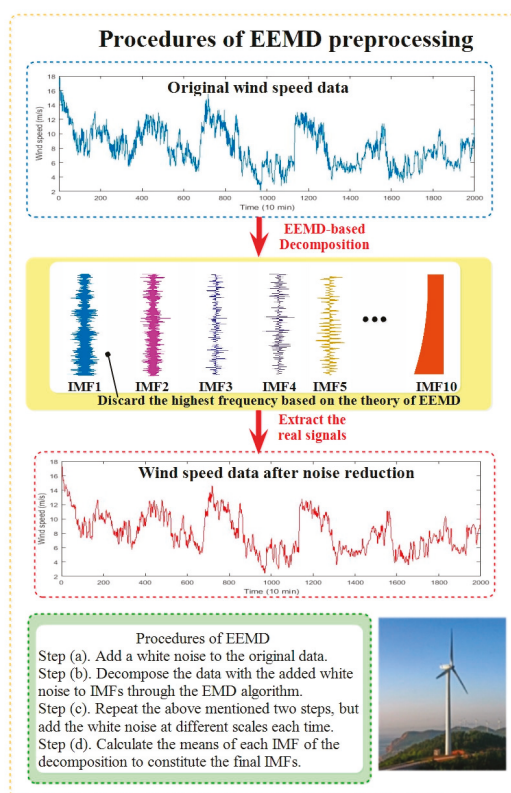 Procedures of EEMD preprocessing
Original wind speed data
18
16
14
12
10
8
6
4
2
Wind speed (m/s)
0 200 400 600 800 1000 1200 1400 1600 1800 2000
Time (10 min)
EEMD-based
Decomposition
IMF1 IMF2 IMF3 IMF4 IMF5 IMF10
Discard the highest frequency based on the theory of EEMD
Extract the
real signals
Wind speed data after noise reduction
18
16
14
12
10
8
6
4
2
Wind speed (m/s)
0 200 400 600 800 1000 1200 1400 1600 1800 2000
Time (10 min)
Procedures of EEMD
Step (a). Add a white noise to the original data.
Step (b). Decompose the data with the added white
noise to IMFs through the EMD algorithm.
Step (c). Repeat the above mentioned two steps, but
add the white noise at different scales each time.
Step (d). Calculate the means of each IMF of the
decomposition to constitute the final IMFs.